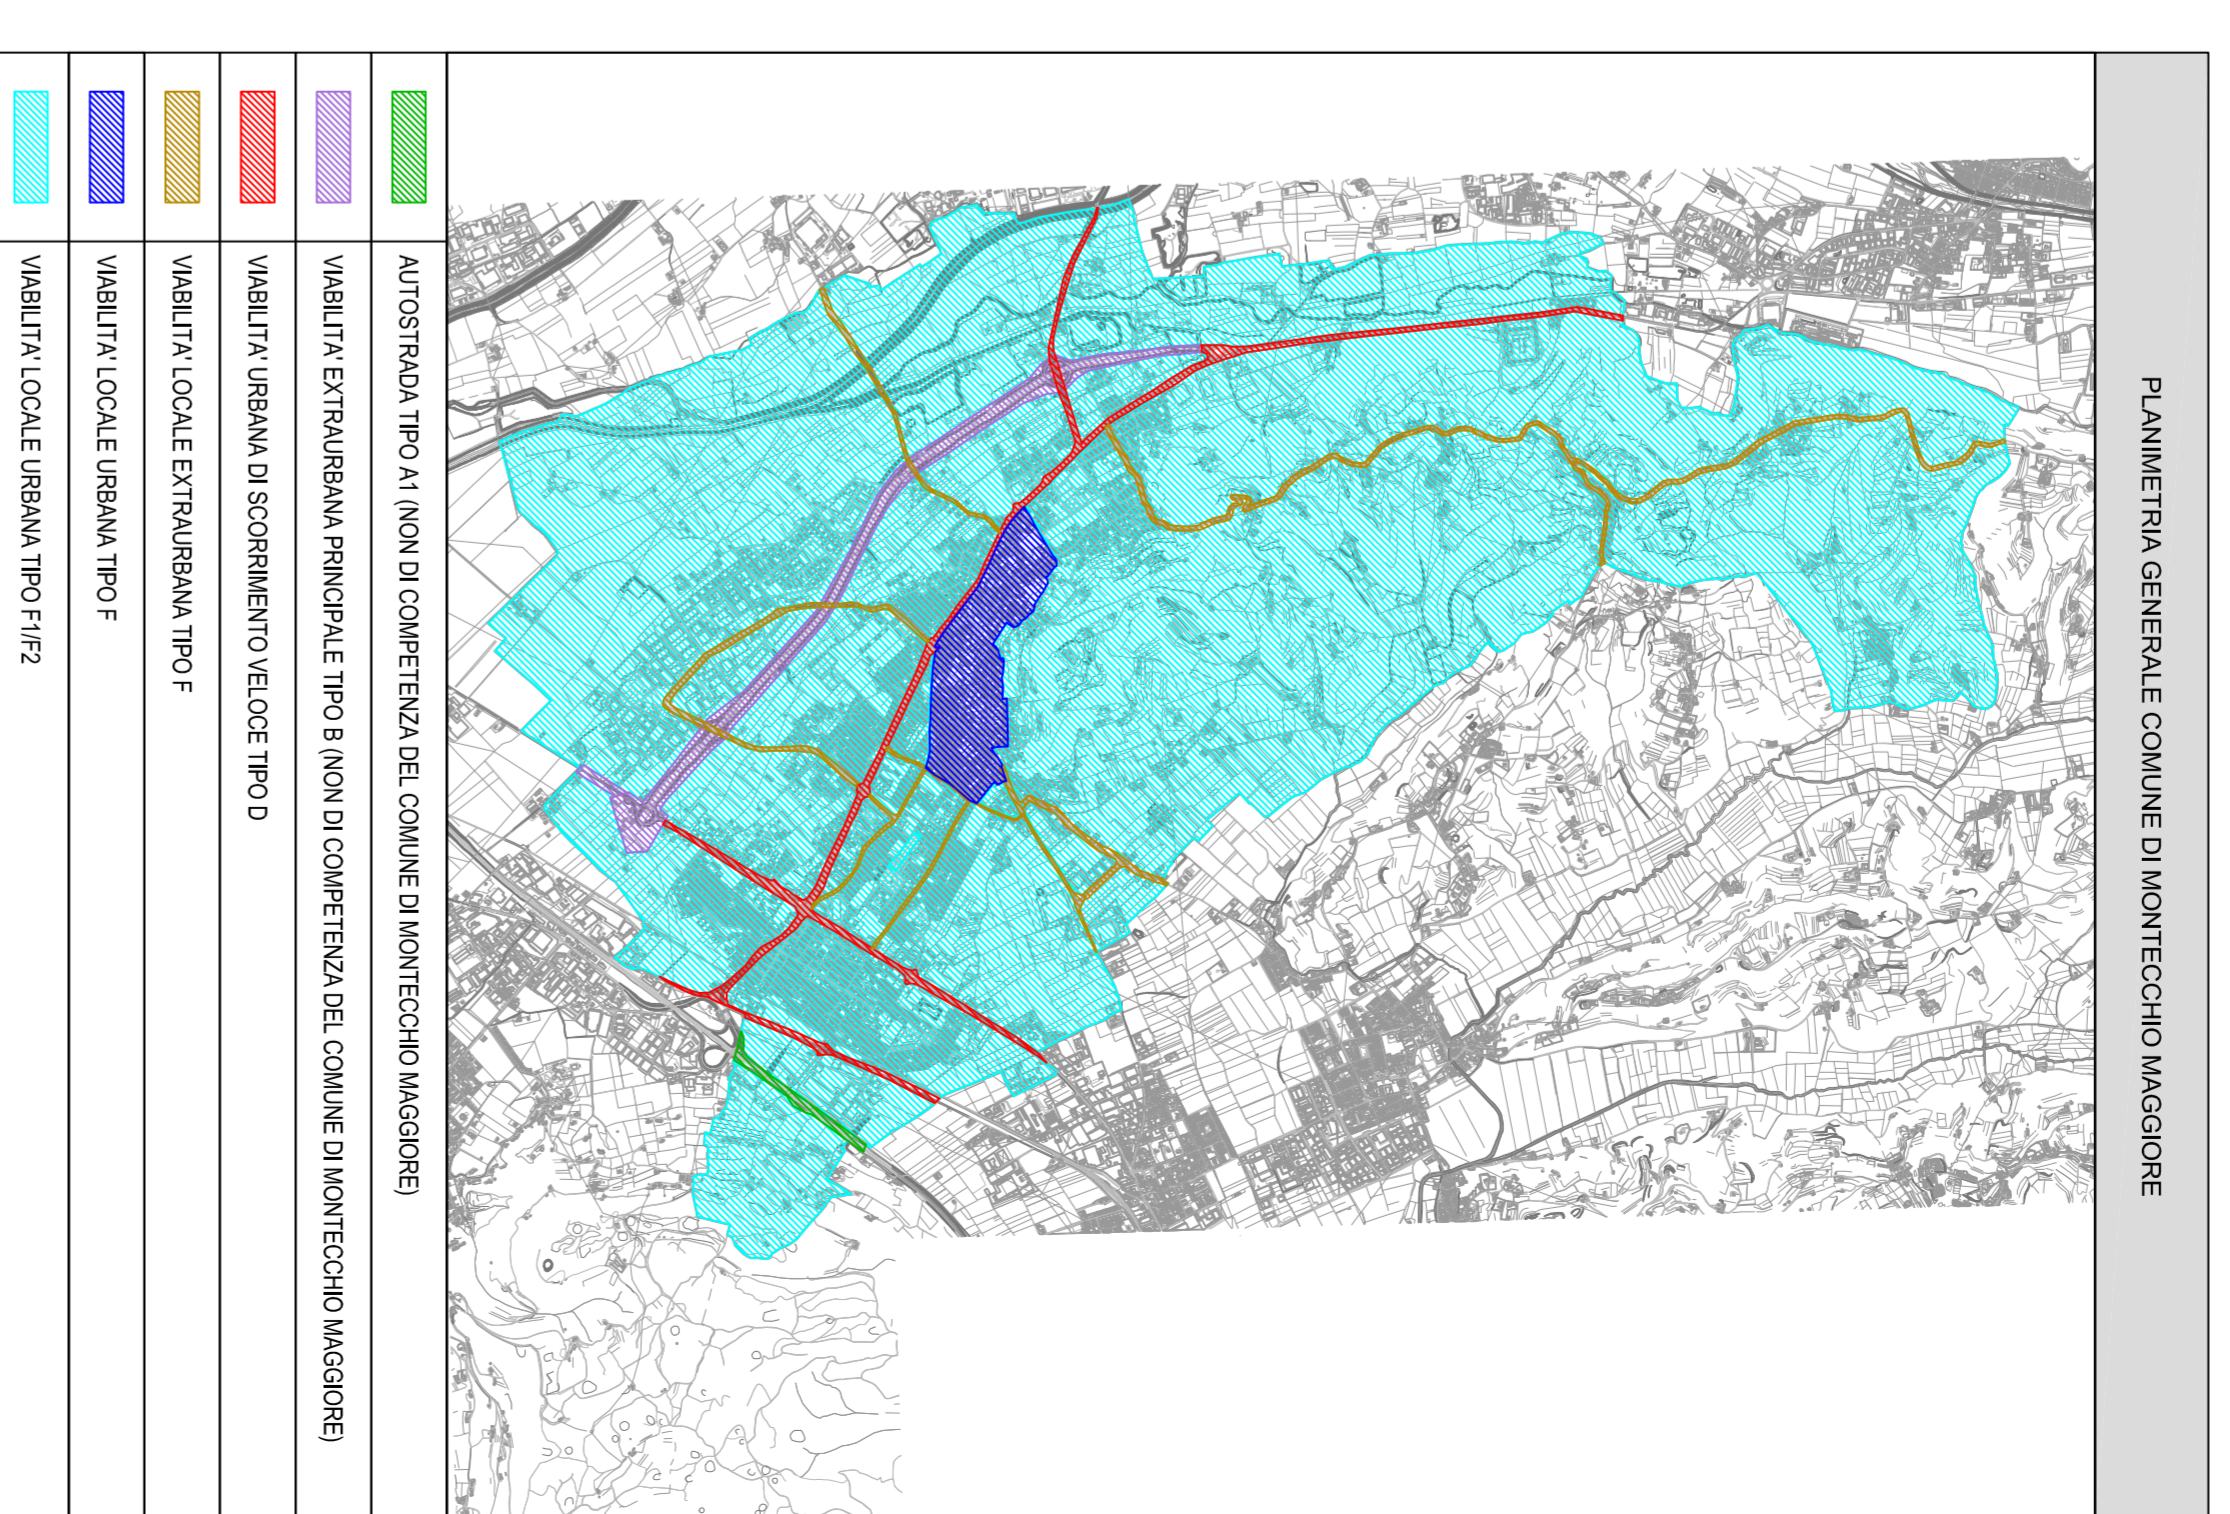 PLANIMETRIA GENERALE COMUNE DI MONTECCHIO MAGGIORE
AUTOSTRADA TIPO A1 (NON DI COMPETENZA DEL COMUNE DI MONTECCHIO MAGGIORE)
VIABILITA' EXTRAURBANA PRINCIPALE TIPO B (NON DI COMPETENZA DEL COMUNE DI MONTECCHIO MAGGIORE)
VIABILITA' URBANA DI SCORRIMENTO VELOCE TIPO D
VIABILITA' LOCALE EXTRAURBANA TIPO F
VIABILITA' LOCALE URBANA TIPO F
VIABILITA' LOCALE URBANA TIPO F1/F2